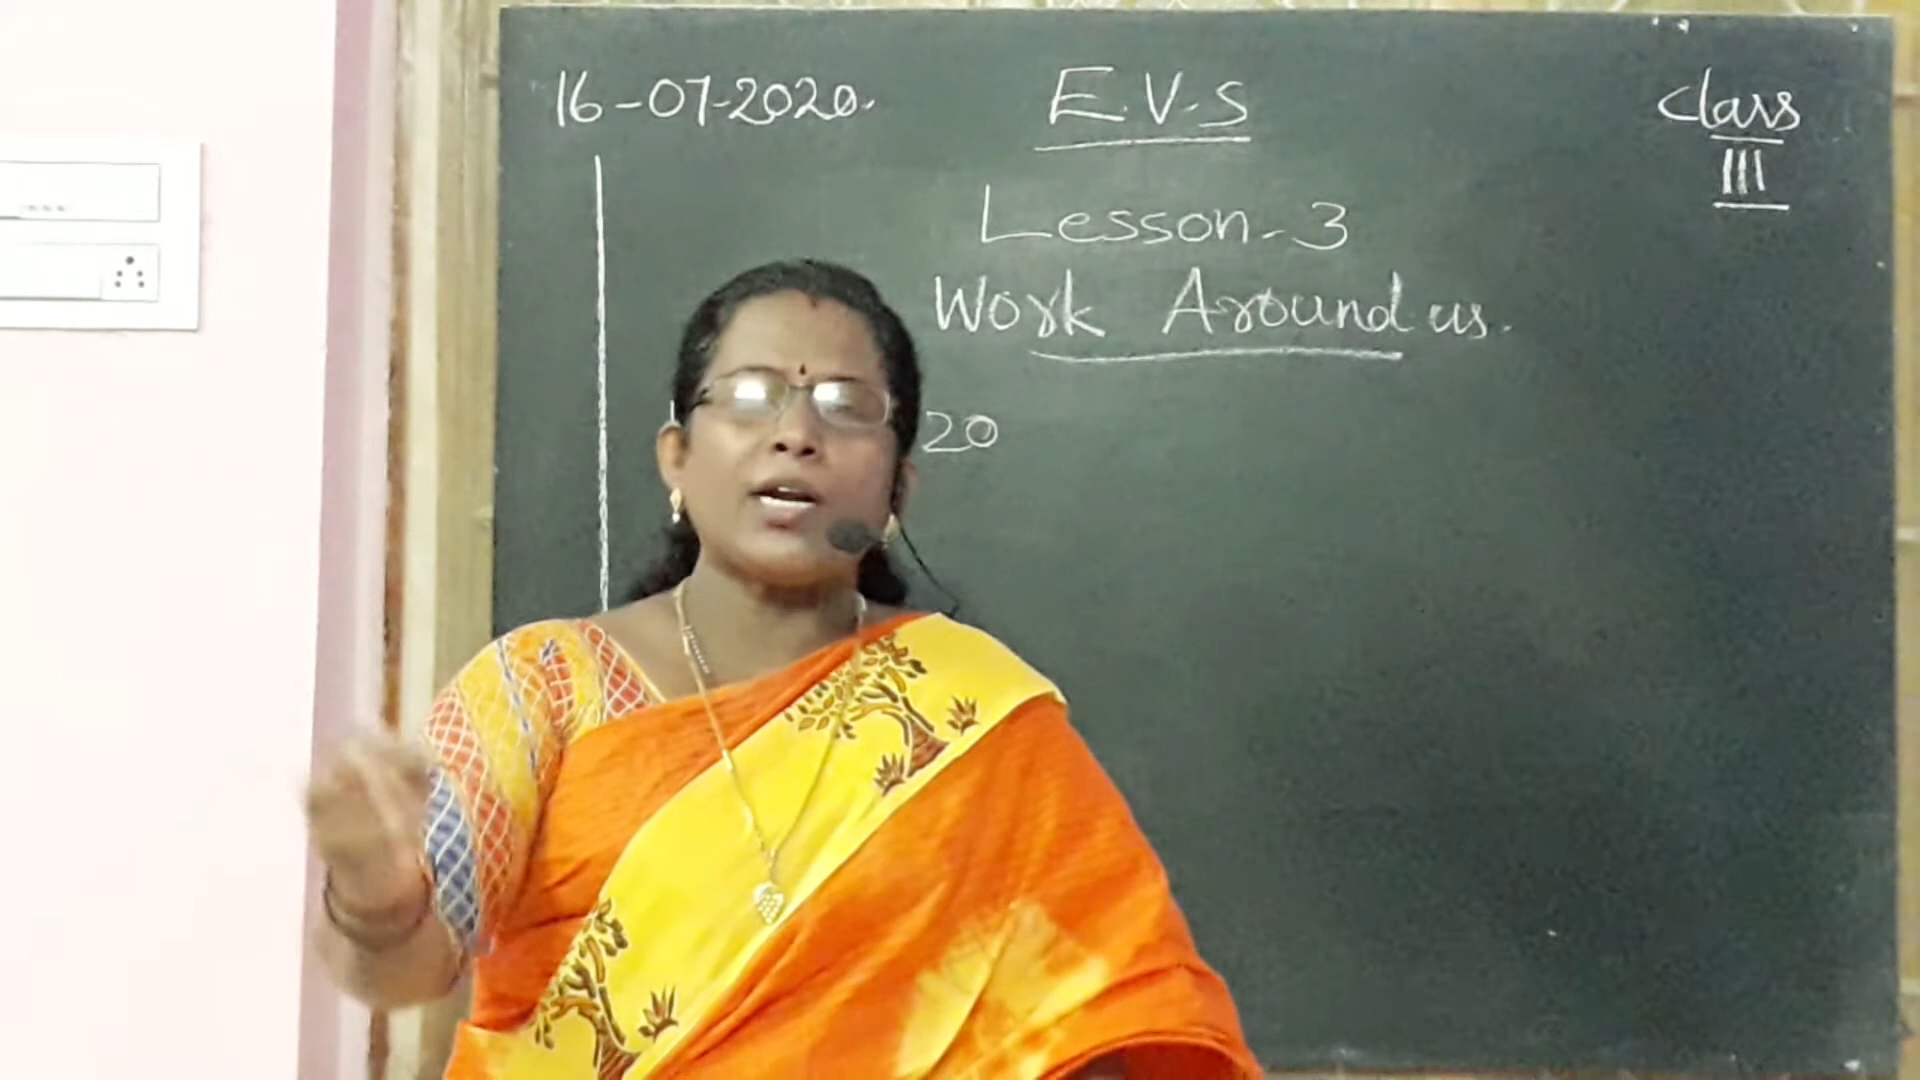 16-07-2020.
E.V.S
Class
III
Lesson-3
Work Around us.
20